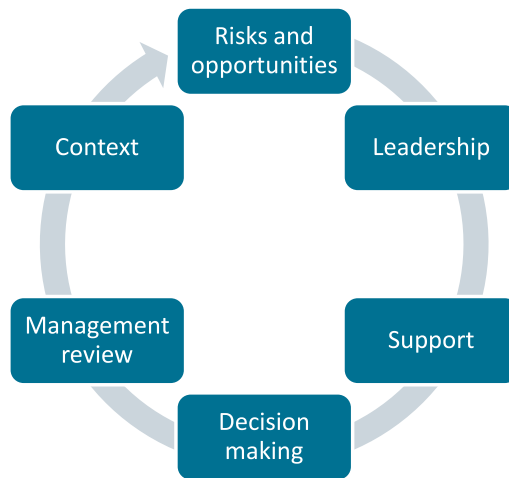 Risks and
opportunities
Leadership
Support
Decision
making
Management
review
Context